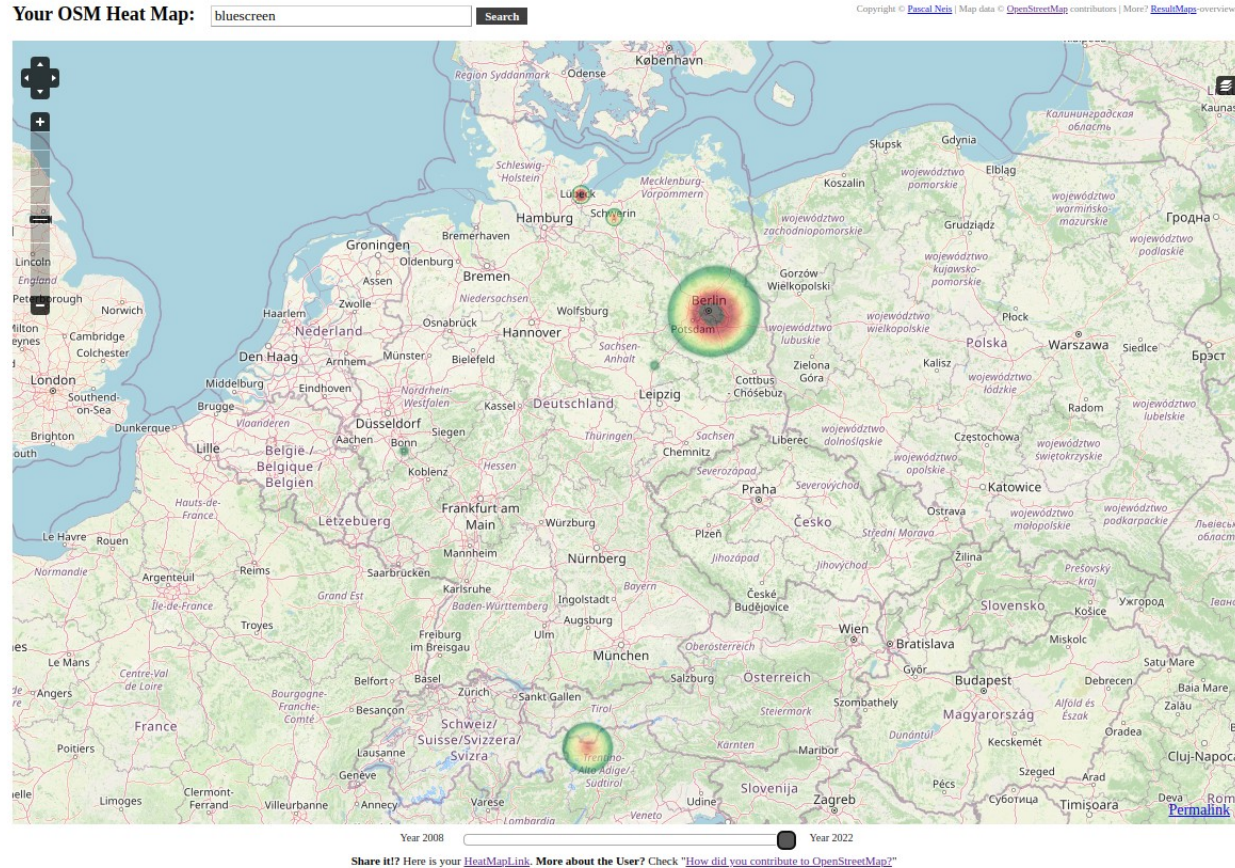 Your OSM Heat Map: bluescreen Search
Copyright © Pascal Neis | Map data © OpenStreetMap contributors | More? ResultMaps-overview
København
Region Syddanmark Odense
Kaunas
Калининградская область
Słupsk Gdynia
Schleswig-Holstein
Elbląg
Koszalin
województwo pomorskie
Lübeck
Mecklenburg-Vorpommern
województwo warmińsko-mazurskie
Hamburg Schwerin
województwo zachodniopomorskie
Grudziądz
Гродна
Groningen Bremerhaven
Oldenburg
województwo podlaskie
Lincoln
England
Assen Bremen
Gorzów Wielkopolski
województwo kujawsko-pomorskie
Peterborough Norwich
Zwolle
Niedersachsen
Berlin
Haarlem
Osnabrück
Wolfsburg
Hannover
Potsdam
Płock
Cambridge
Nederland
województwo lubuskie
województwo wielkopolskie
Polska
Warszawa Siedlce
Брэст
Colchester
Den Haag Arnhem Münster Bielefeld
Sachsen-Anhalt
Zielona Góra
Kalisz
London
Middelburg
Eindhoven
Nordrhein-Westfalen
Kassel Deutschland
Leipzig
Cottbus - Chóśebuz
województwo łódzkie
Southend-on-Sea
Brugge
Radom
województwo lubelskie
Brighton
Dunkerque
Vlaanderen
Düsseldorf
Siegen
Lille
Aachen Bonn
Thüringen
Sachsen
Liberec
województwo dolnośląskie
Częstochowa
België / Belgique / Belgien
Koblenz
Hessen
Chemnitz
województwo opolskie
województwo świętokrzyskie
Severozápad
Praha
Severovýchod
Katowice
Hauts-de-France
Frankfurt am Main
Lëtzebuerg
Würzburg
Plzeň
Česko
Ostrava
Střední Morava
województwo małopolskie
województwo podkarpackie
Le Havre Rouen
Mannheim
Nürnberg
Jihozápad
Jihovýchod
Žilina
Normandie
Reims
Saarbrücken
Argenteuil
Karlsruhe
Bayern
Prešovský kraj
Île-de-France
Grand Est
Baden-Württemberg
Ingolstadt
České Budějovice
Slovensko
Košice
Ужгород
Troyes
Ulm
Augsburg
Freiburg im Breisgau
München
Oberösterreich
Wien
Bratislava
Miskolc
Le Mans
Centre-Val de Loire
Belfort Basel
Salzburg
Österreich
Győr
Satu Mare
Angers
Bourgogne-Franche-Comté
Besançon
Zürich Sankt Gallen
Tirol
Steiermark
Szombathely
Budapest
Debrecen
Baia Mare
France
Schweiz/Suisse/Svizzera/Svizra
Magyarország
Alföld és Észak
Zalău
Poitiers
Lausanne
Trentino-Alto Adige/Südtirol
Kärnten
Maribor
Dunántúl
Kecskemét
Oradea
Genève
Cluj-Napoca
Limoges
Clermont-Ferrand
Villeurbanne
Annecy
Varese
Lombardia
Udine
Veneto
Slovenija
Zagreb
Pécs
Szeged
Arad
Суботица
Timișoara
Deva
Permalink
Year 2008 Year 2022
Share it!? Here is your HeatMapLink. More about the User? Check "How did you contribute to OpenStreetMap?"